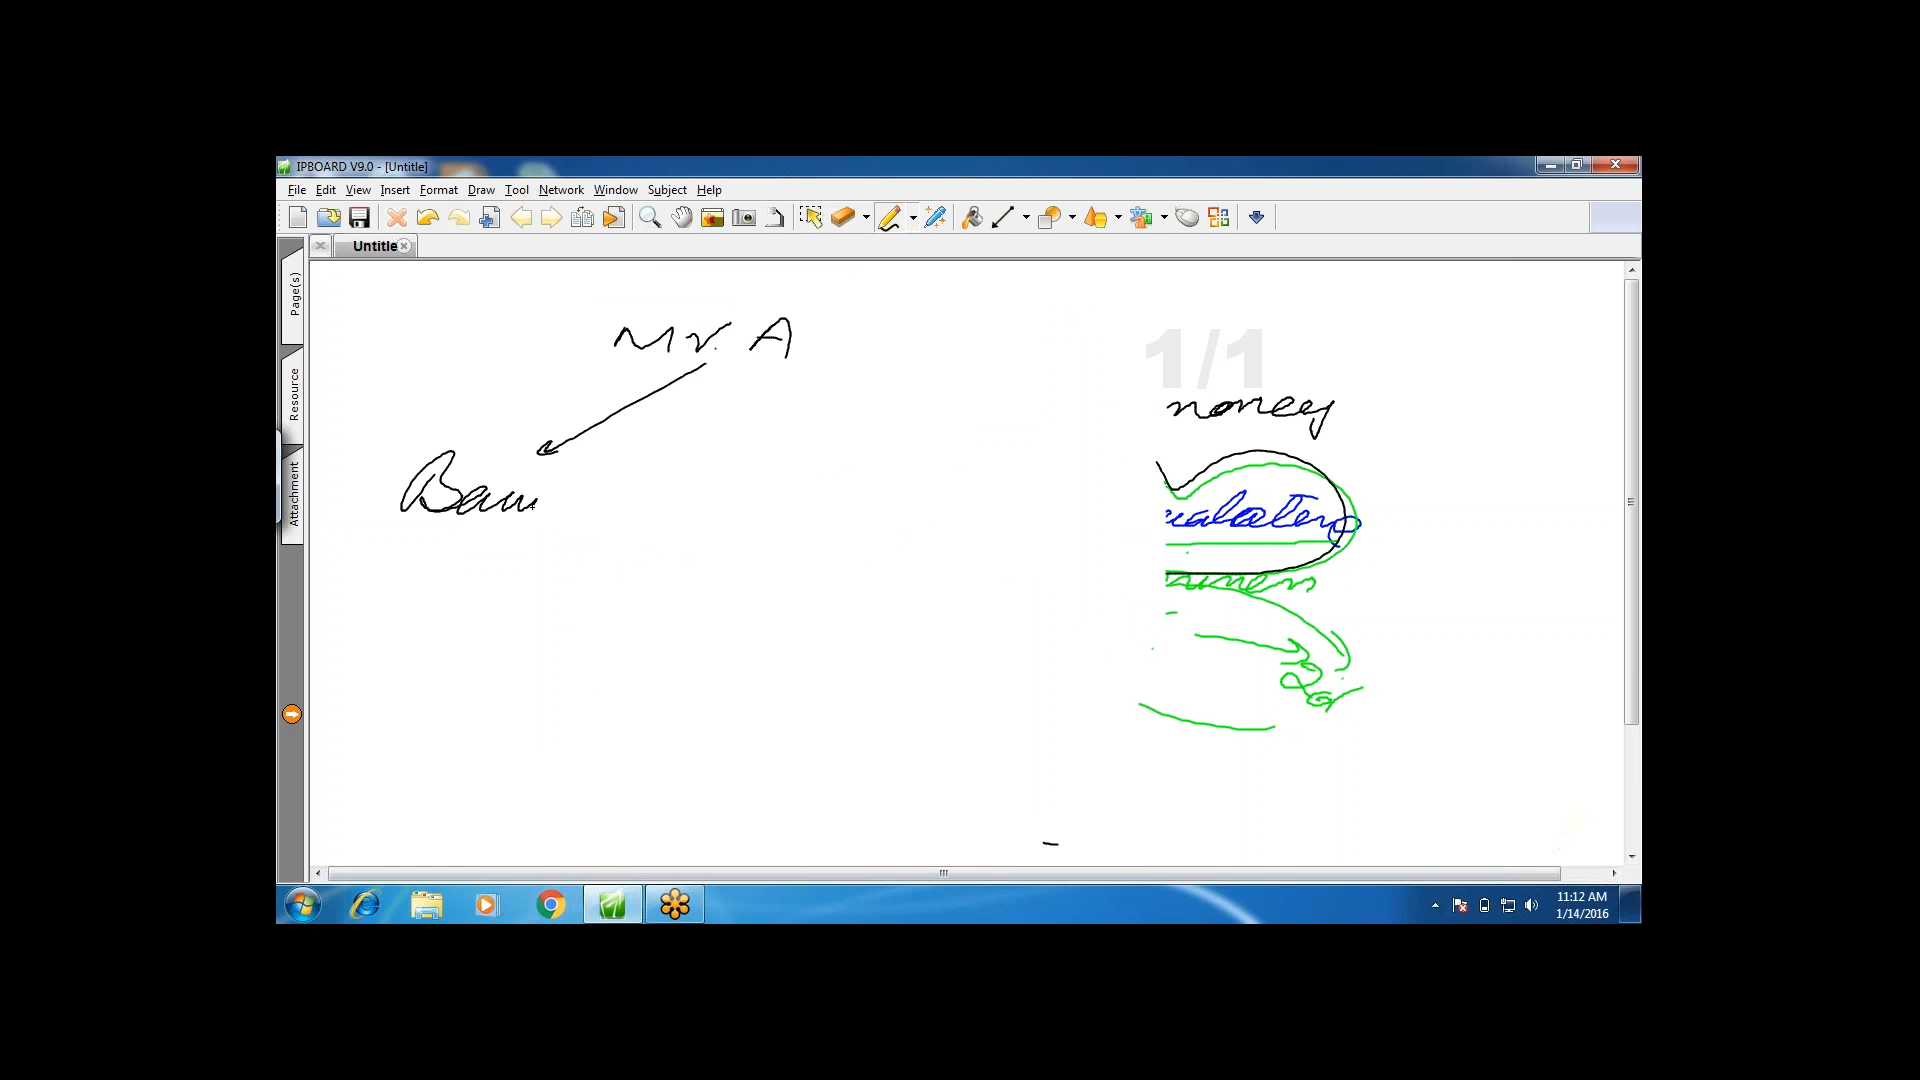 IPBOARD V9.0 - [Untitle]
File Edit View Insert Format Draw Tool Network Window Subject Help
Untitle
Page(s)
Resource
Attachment
Mr. A
1/1
money
Ban
11:12 AM
1/14/2016